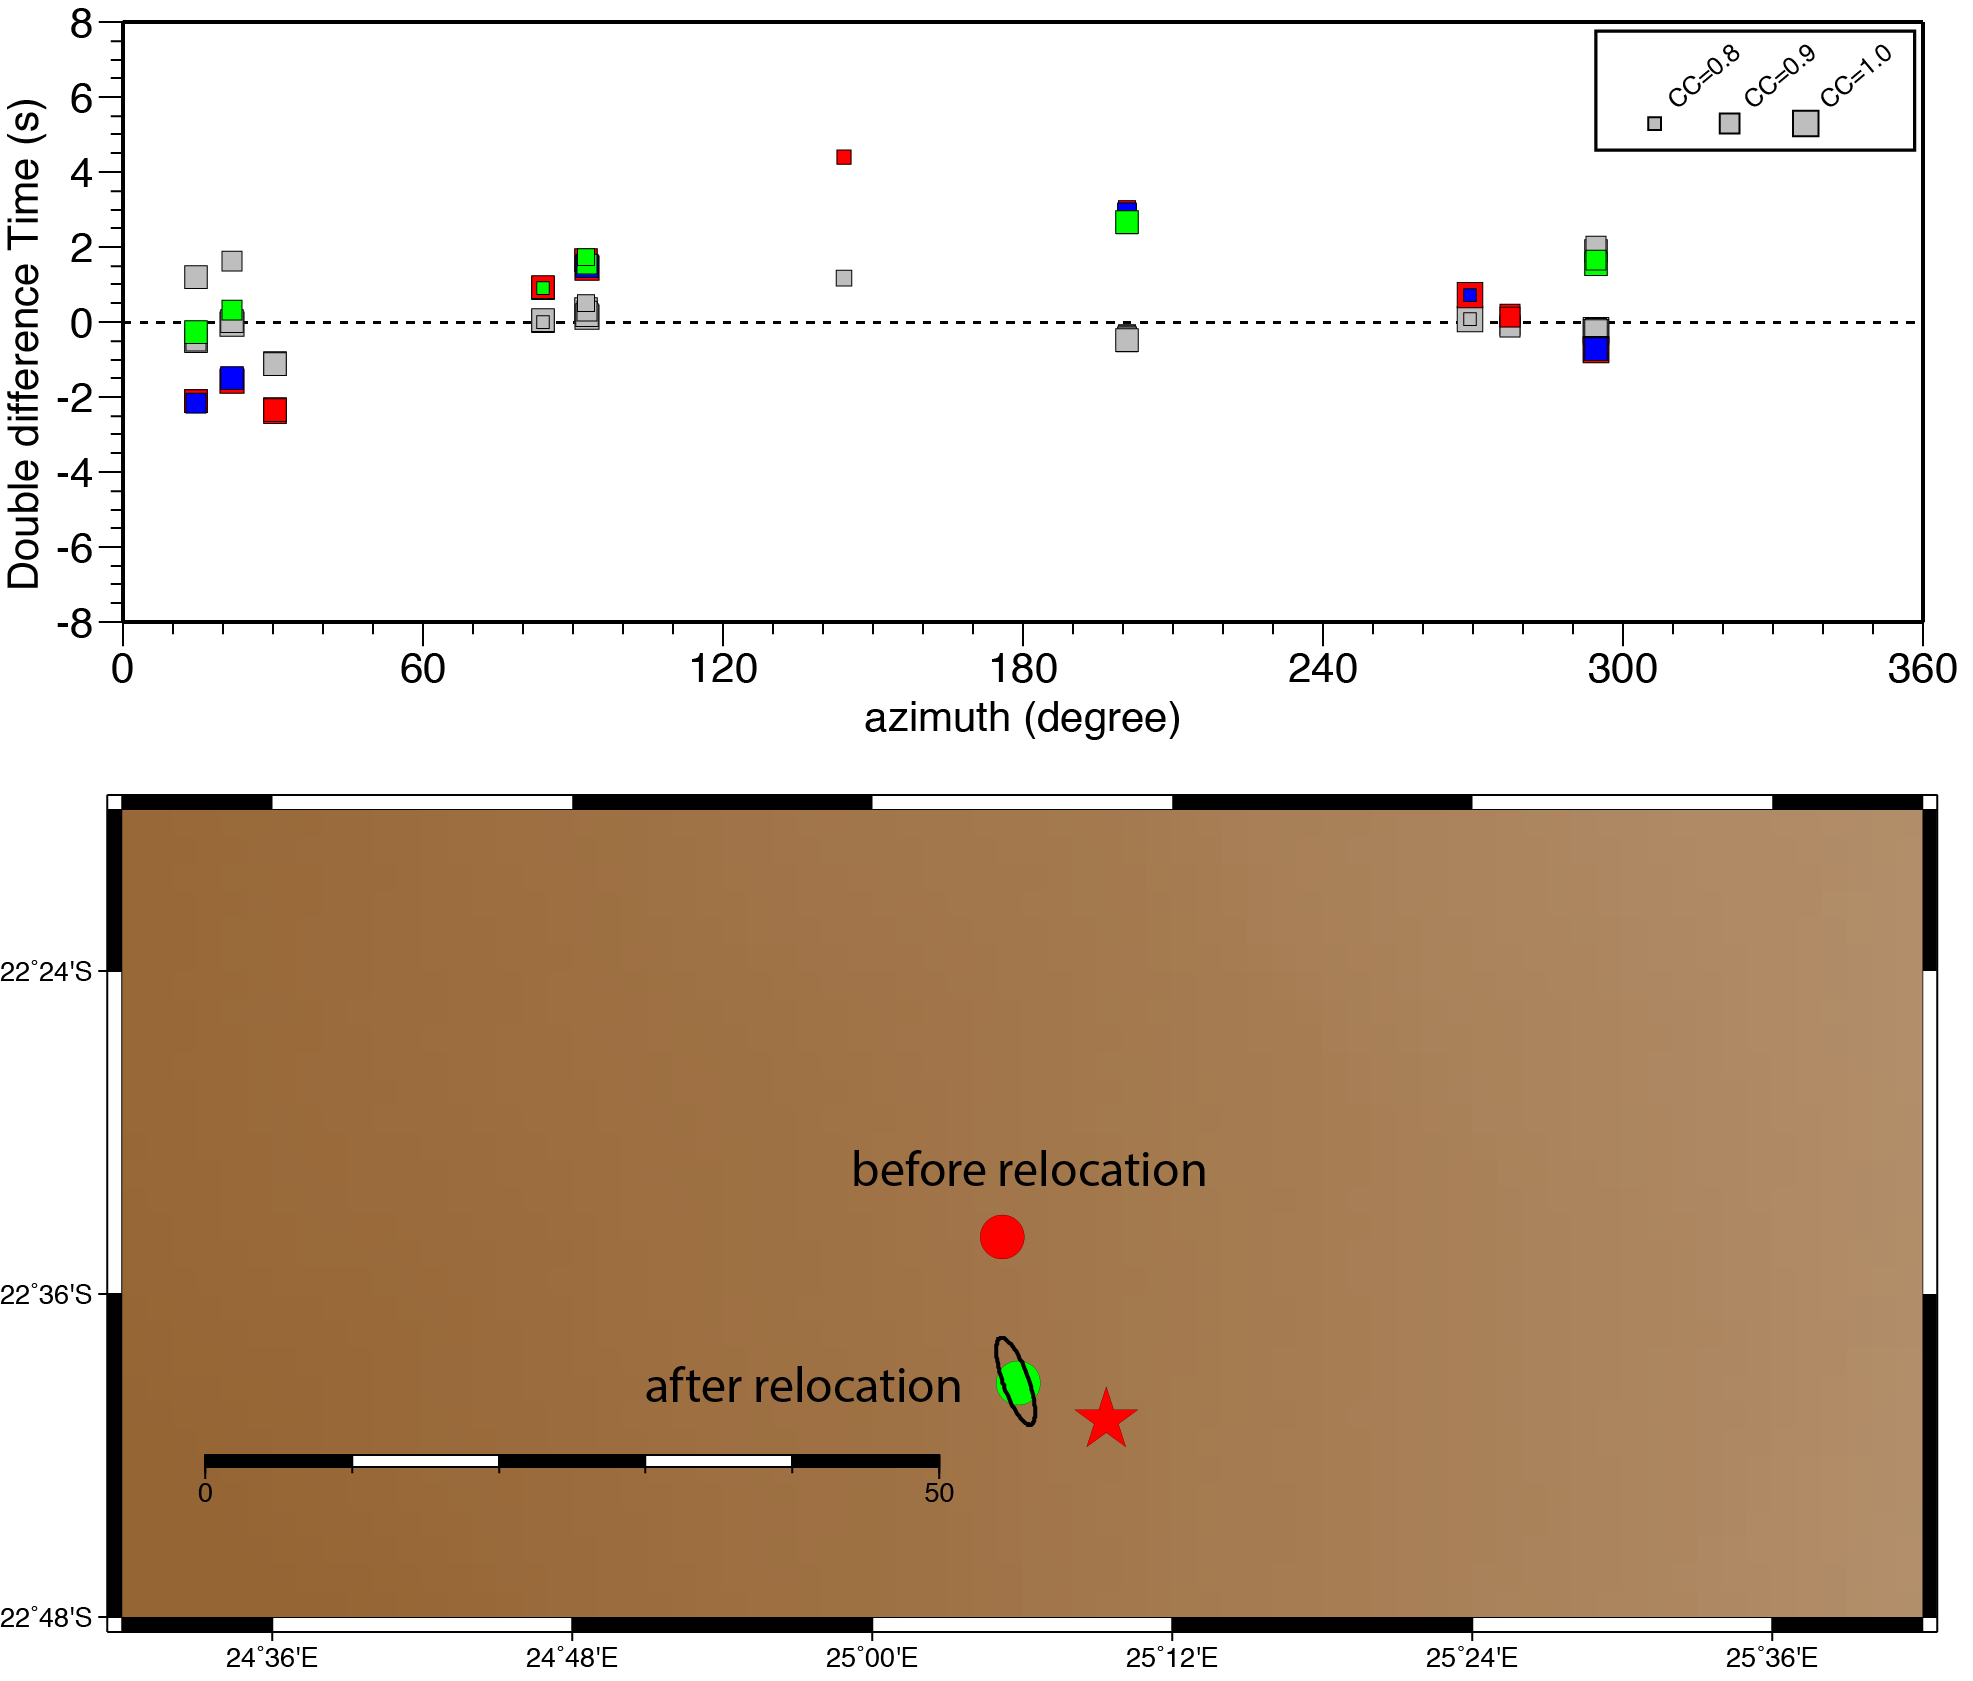 Double difference Time (s)
8
6
4
2
0
-2
-4
-6
-8
CC=0.8
CC=0.9
CC=1.0
0
60
120
180
240
300
360
azimuth (degree)
22˚24'S
before relocation
22˚36'S
after relocation
0
50
22˚48'S
24˚36'E
24˚48'E
25˚00'E
25˚12'E
25˚24'E
25˚36'E